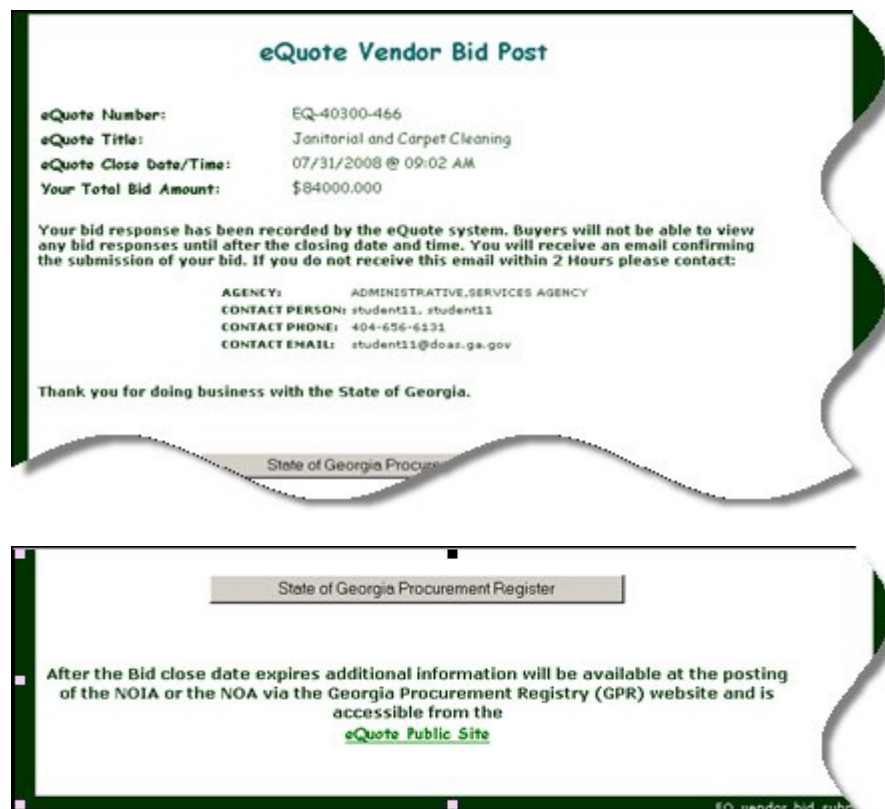 eQuote Vendor Bid Post
eQuote Number: EQ-40300-466
eQuote Title: Janitorial and Carpet Cleaning
eQuote Close Date/Time: 07/31/2008 @ 09:02 AM
Your Total Bid Amount: $84000.000
Your bid response has been recorded by the eQuote system. Buyers will not be able to view
any bid responses until after the closing date and time. You will receive an email confirming
the submission of your bid. If you do not receive this email within 2 Hours please contact:
AGENCY: ADMINISTRATIVE,SERVICES AGENCY
CONTACT PERSON: student11, student11
CONTACT PHONE: 404-656-6131
CONTACT EMAIL: student11@doas.ga.gov
Thank you for doing business with the State of Georgia.
State of Georgia Procure
State of Georgia Procurement Register
After the Bid close date expires additional information will be available at the posting
of the NOIA or the NOA via the Georgia Procurement Registry (GPR) website and is
accessible from the
eQuote Public Site
EQ_vendor_bid_subm